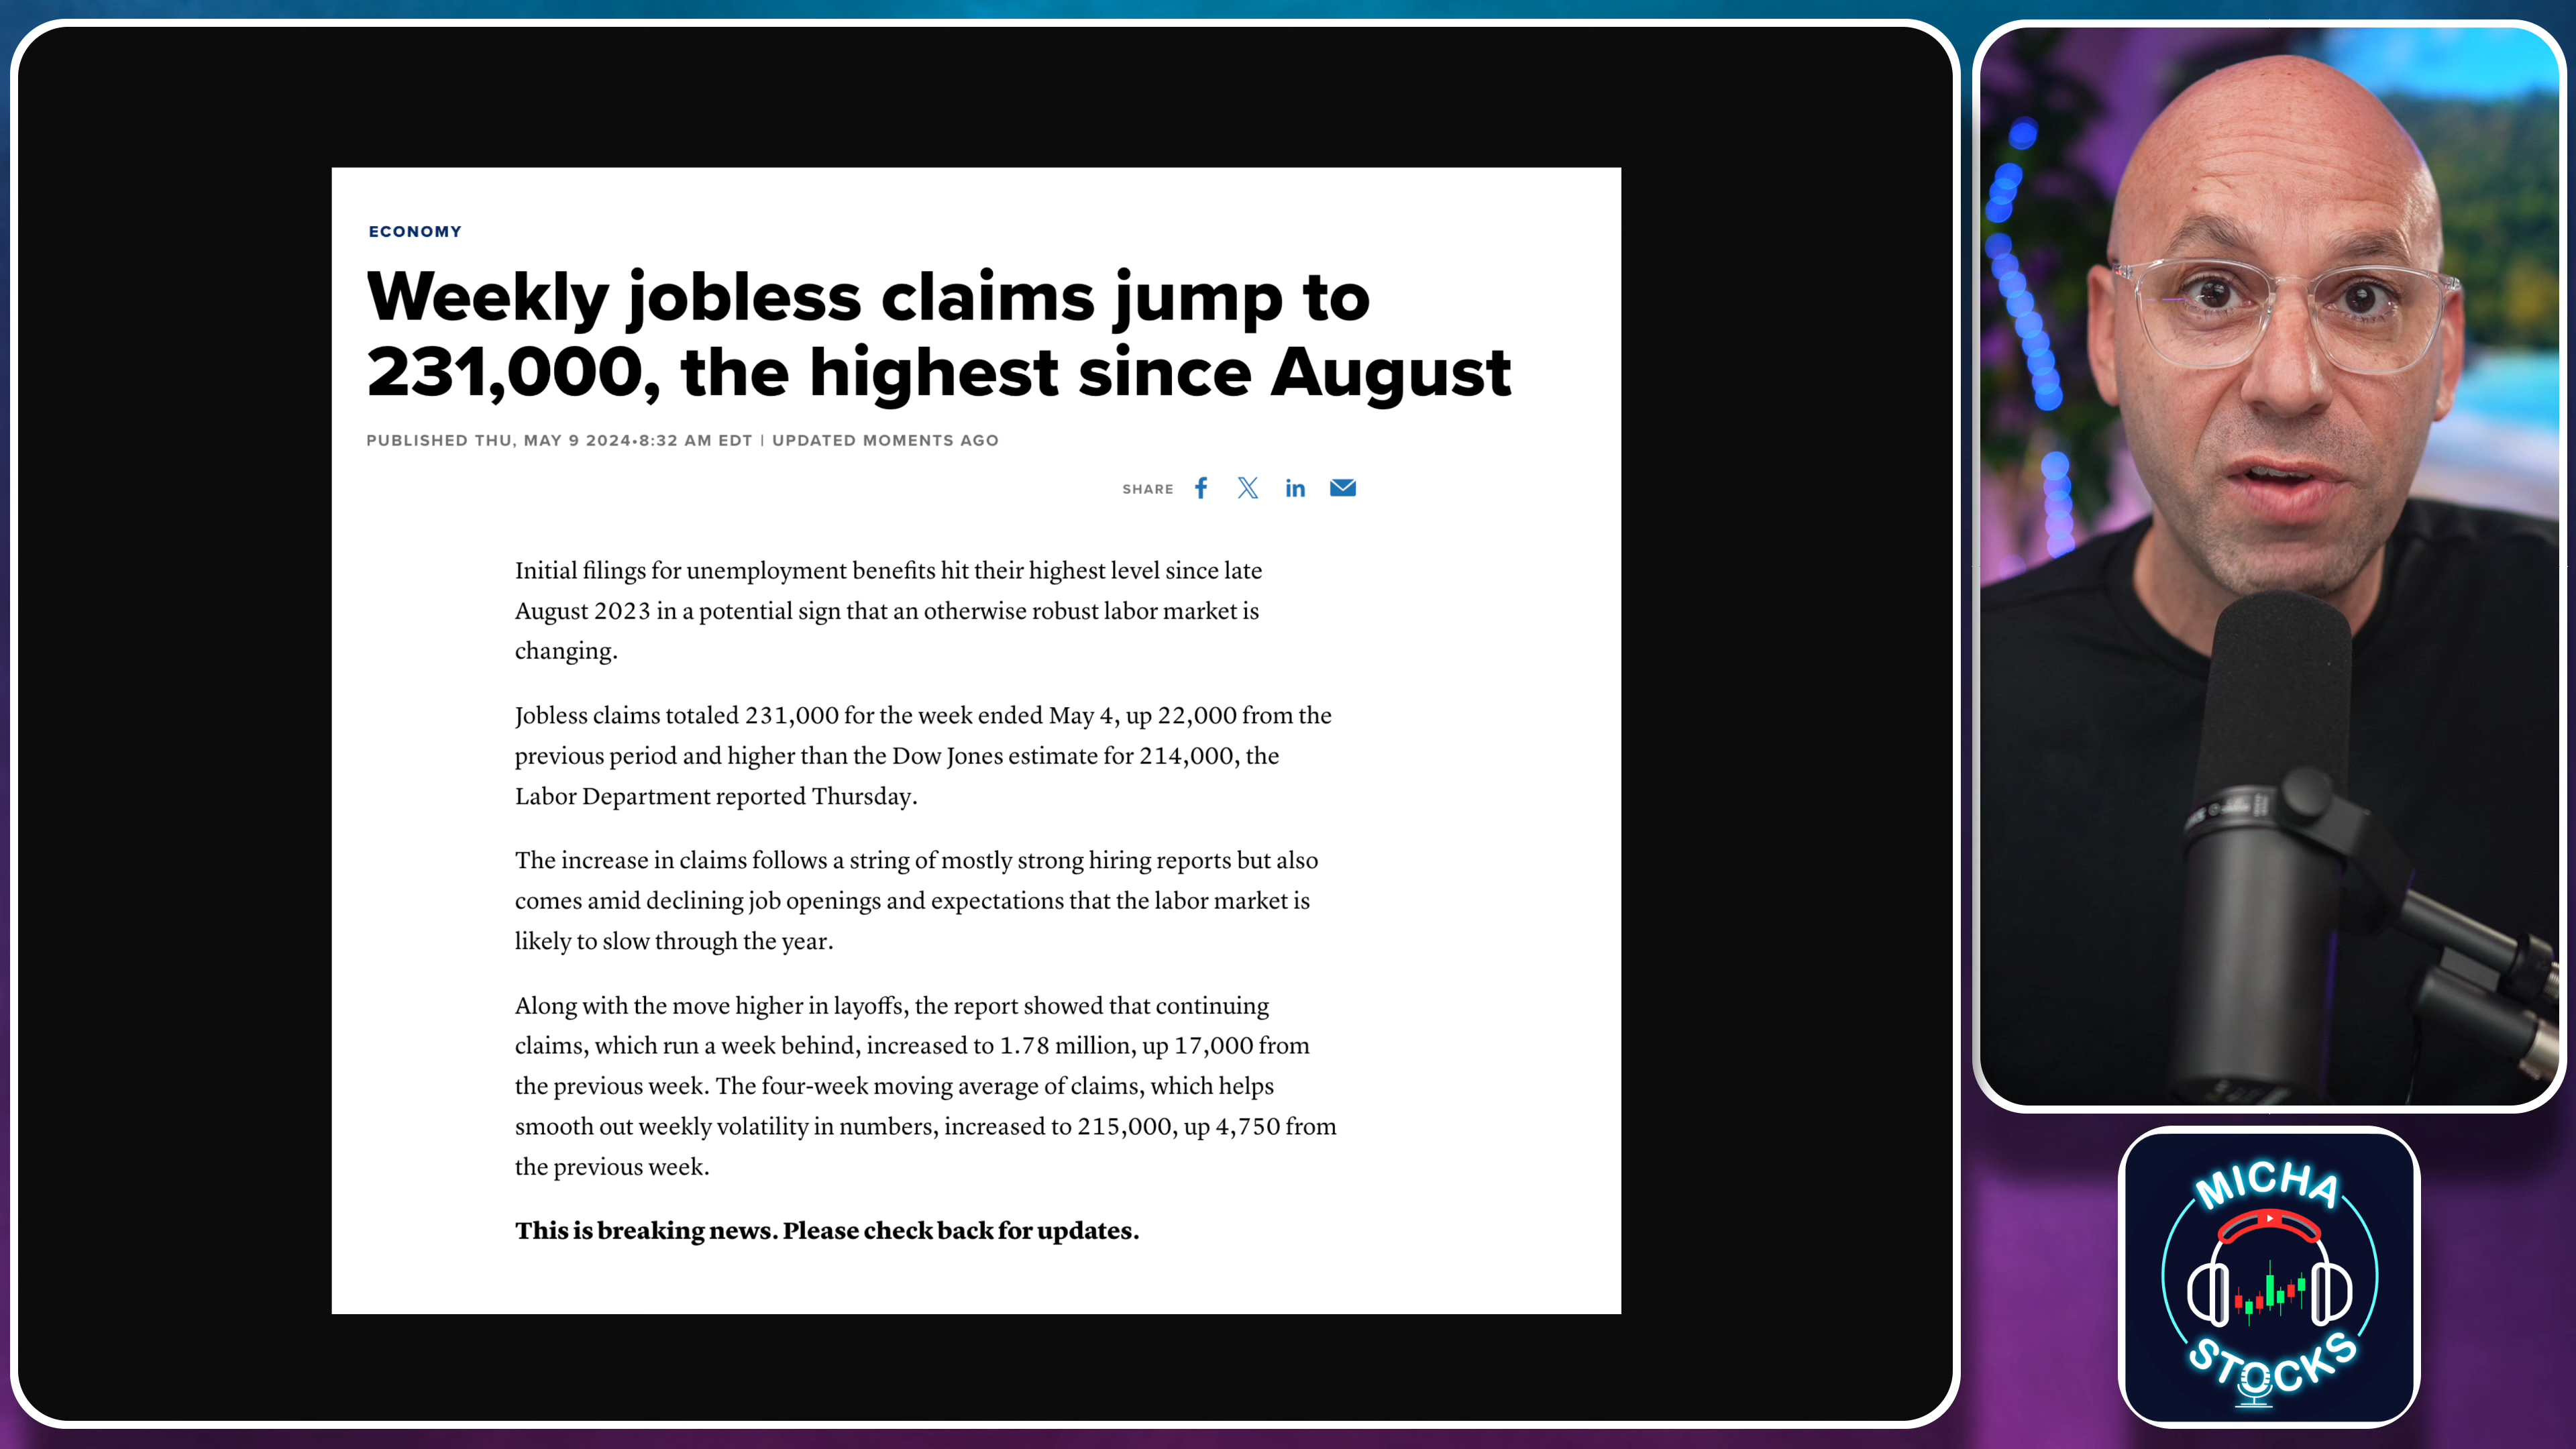 ECONOMY
Weekly jobless claims jump to
231,000, the highest since August
PUBLISHED THU, MAY 9 2024•8:32 AM EDT | UPDATED MOMENTS AGO
SHARE
Initial filings for unemployment benefits hit their highest level since late
August 2023 in a potential sign that an otherwise robust labor market is
changing.
Jobless claims totaled 231,000 for the week ended May 4, up 22,000 from the
previous period and higher than the Dow Jones estimate for 214,000, the
Labor Department reported Thursday.
The increase in claims follows a string of mostly strong hiring reports but also
comes amid declining job openings and expectations that the labor market is
likely to slow through the year.
Along with the move higher in layoffs, the report showed that continuing
claims, which run a week behind, increased to 1.78 million, up 17,000 from
the previous week. The four-week moving average of claims, which helps
smooth out weekly volatility in numbers, increased to 215,000, up 4,750 from
the previous week.
This is breaking news. Please check back for updates.
MICHA
STOCKS